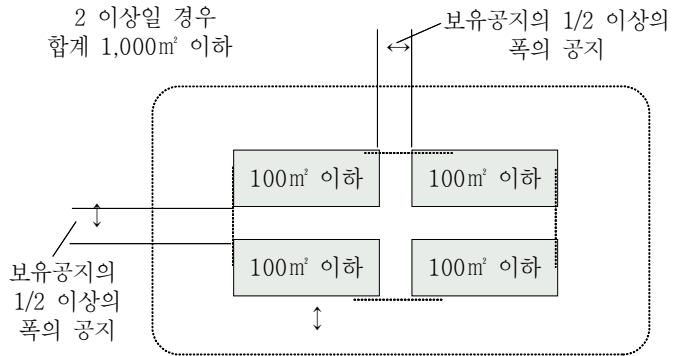 2 이상일 경우
합계 1,000㎡ 이하
보유공지의 1/2 이상의
폭의 공지
100㎡ 이하
100㎡ 이하
100㎡ 이하
100㎡ 이하
보유공지의
1/2 이상의
폭의 공지